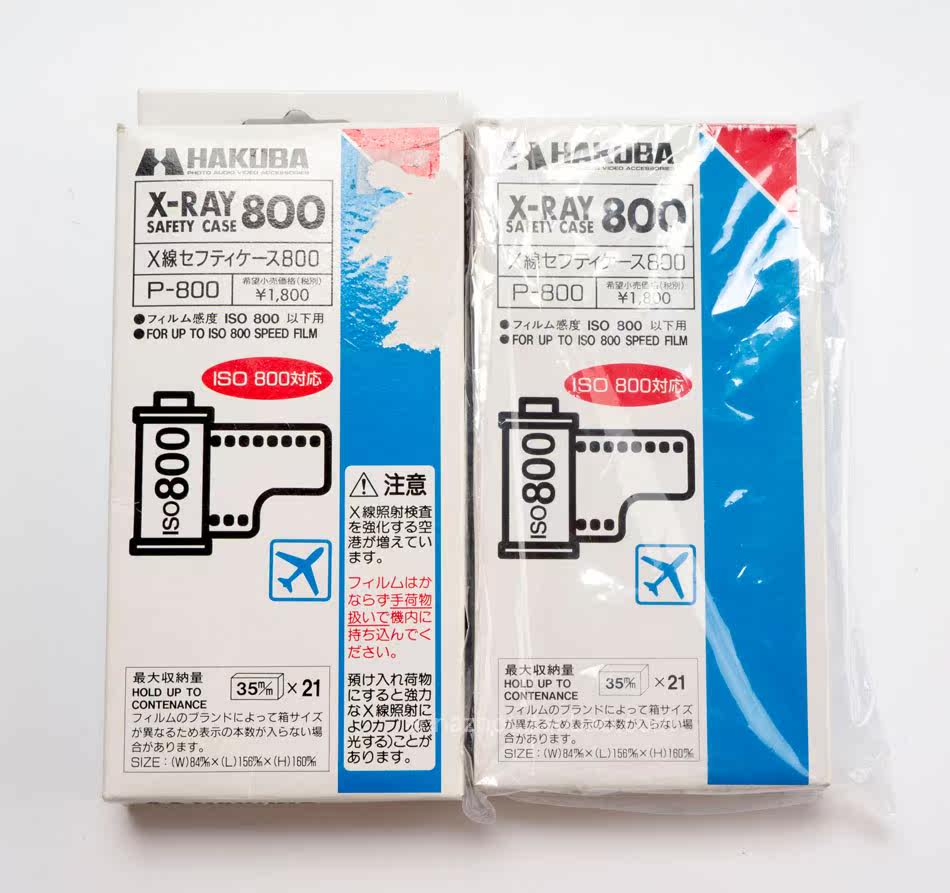 HAKUBA
PHOTO AUDIO VIDEO ACCESSORIES
X-RAY
SAFETY CASE
800
X線セフティケース800
P-800
希望小売価格(税別)
¥1,800
●フィルム感度 ISO 800 以下用
●FOR UP TO ISO 800 SPEED FILM
ISO 800対応
ISO800
注意
X線照射検査
を強化する空
港が増えてい
ます。
フィルムはか
ならず手荷物
扱いで機内に
持ち込んでく
ださい。
預け入れ荷物
にすると強力
なX線照射に
よりカブル(感
光する)ことが
あります。
最大収納量
HOLD UP TO
CONTENANCE
35m/m ×21
フィルムのブランドによって箱サイズ
が異なるため表示の本数が入らない場
合があります。
SIZE:(W)84m/m×(L)156m/m×(H)160m/m
HAKUBA
PHOTO AUDIO VIDEO ACCESSORIES
X-RAY
SAFETY CASE
800
X線セフティケース800
P-800
希望小売価格(税別)
¥1,800
●フィルム感度 ISO 800 以下用
●FOR UP TO ISO 800 SPEED FILM
ISO 800対応
ISO800
最大収納量
HOLD UP TO
CONTENANCE
35m/m ×21
フィルムのブランドによって箱サイズ
が異なるため表示の本数が入らない場
合があります。
SIZE:(W)84m/m×(L)156m/m×(H)160m/m